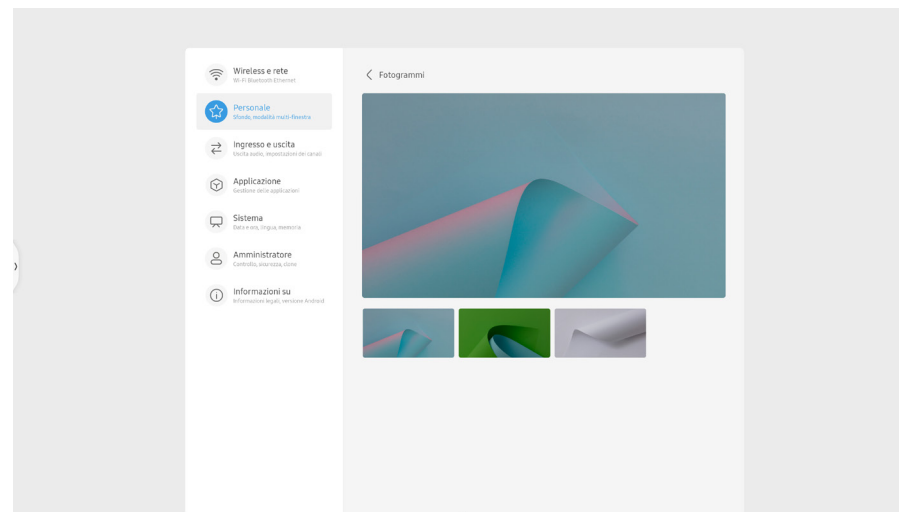 Wireless e rete
Wi-Fi Bluetooth Ethernet
Personale
Sfondo, modalità multi-finestra
Ingresso e uscita
Uscita audio, impostazioni dei canali
Applicazione
Gestione delle applicazioni
Sistema
Data e ora, lingua, memoria
Amministratore
Controllo, sicurezza, clone
Informazioni su
Informazioni legali, versione Android
Fotogrammi